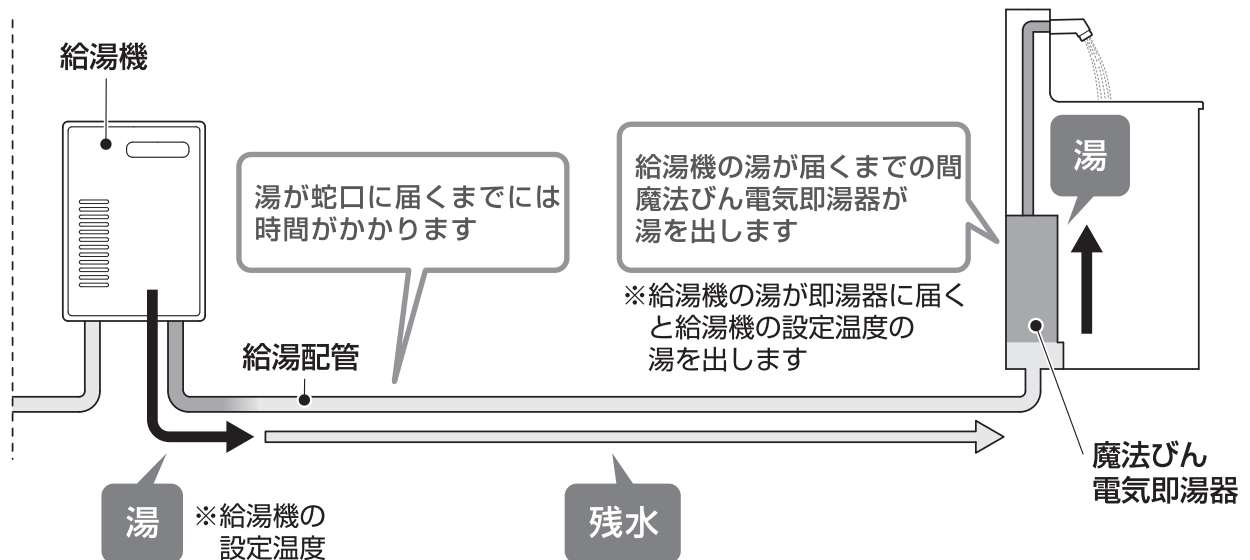 給湯機
湯が蛇口に届くまでには
時間がかかります
給湯機の湯が届くまでの間
魔法びん電気即湯器が
湯を出します
湯
※給湯機の湯が即湯器に届く
と給湯機の設定温度の
湯を出します
給湯配管
魔法びん
電気即湯器
湯
※給湯機の
設定温度
残水